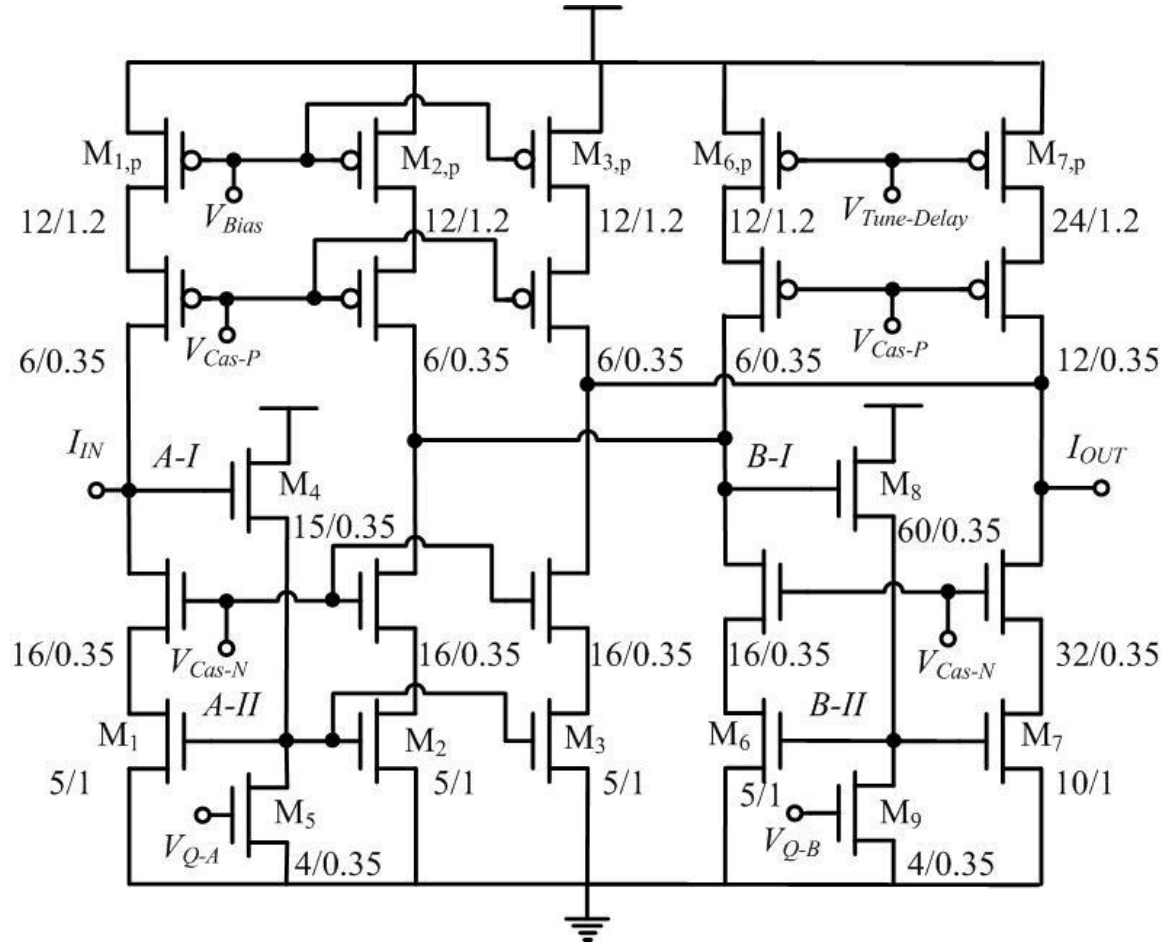 M1,p
M2,p
M3,p
M6,p
M7,p
VBias
VTune-Delay
12/1.2
12/1.2
12/1.2
12/1.2
24/1.2
VCas-P
VCas-P
6/0.35
6/0.35
6/0.35
6/0.35
12/0.35
IIN
A-I
B-I
IOUT
M4
M8
15/0.35
60/0.35
16/0.35
VCas-N
16/0.35
16/0.35
16/0.35
VCas-N
32/0.35
A-II
B-II
M1
M2
M3
M6
M7
5/1
5/1
5/1
5/1
10/1
M5
M9
VQ-A
VQ-B
4/0.35
4/0.35